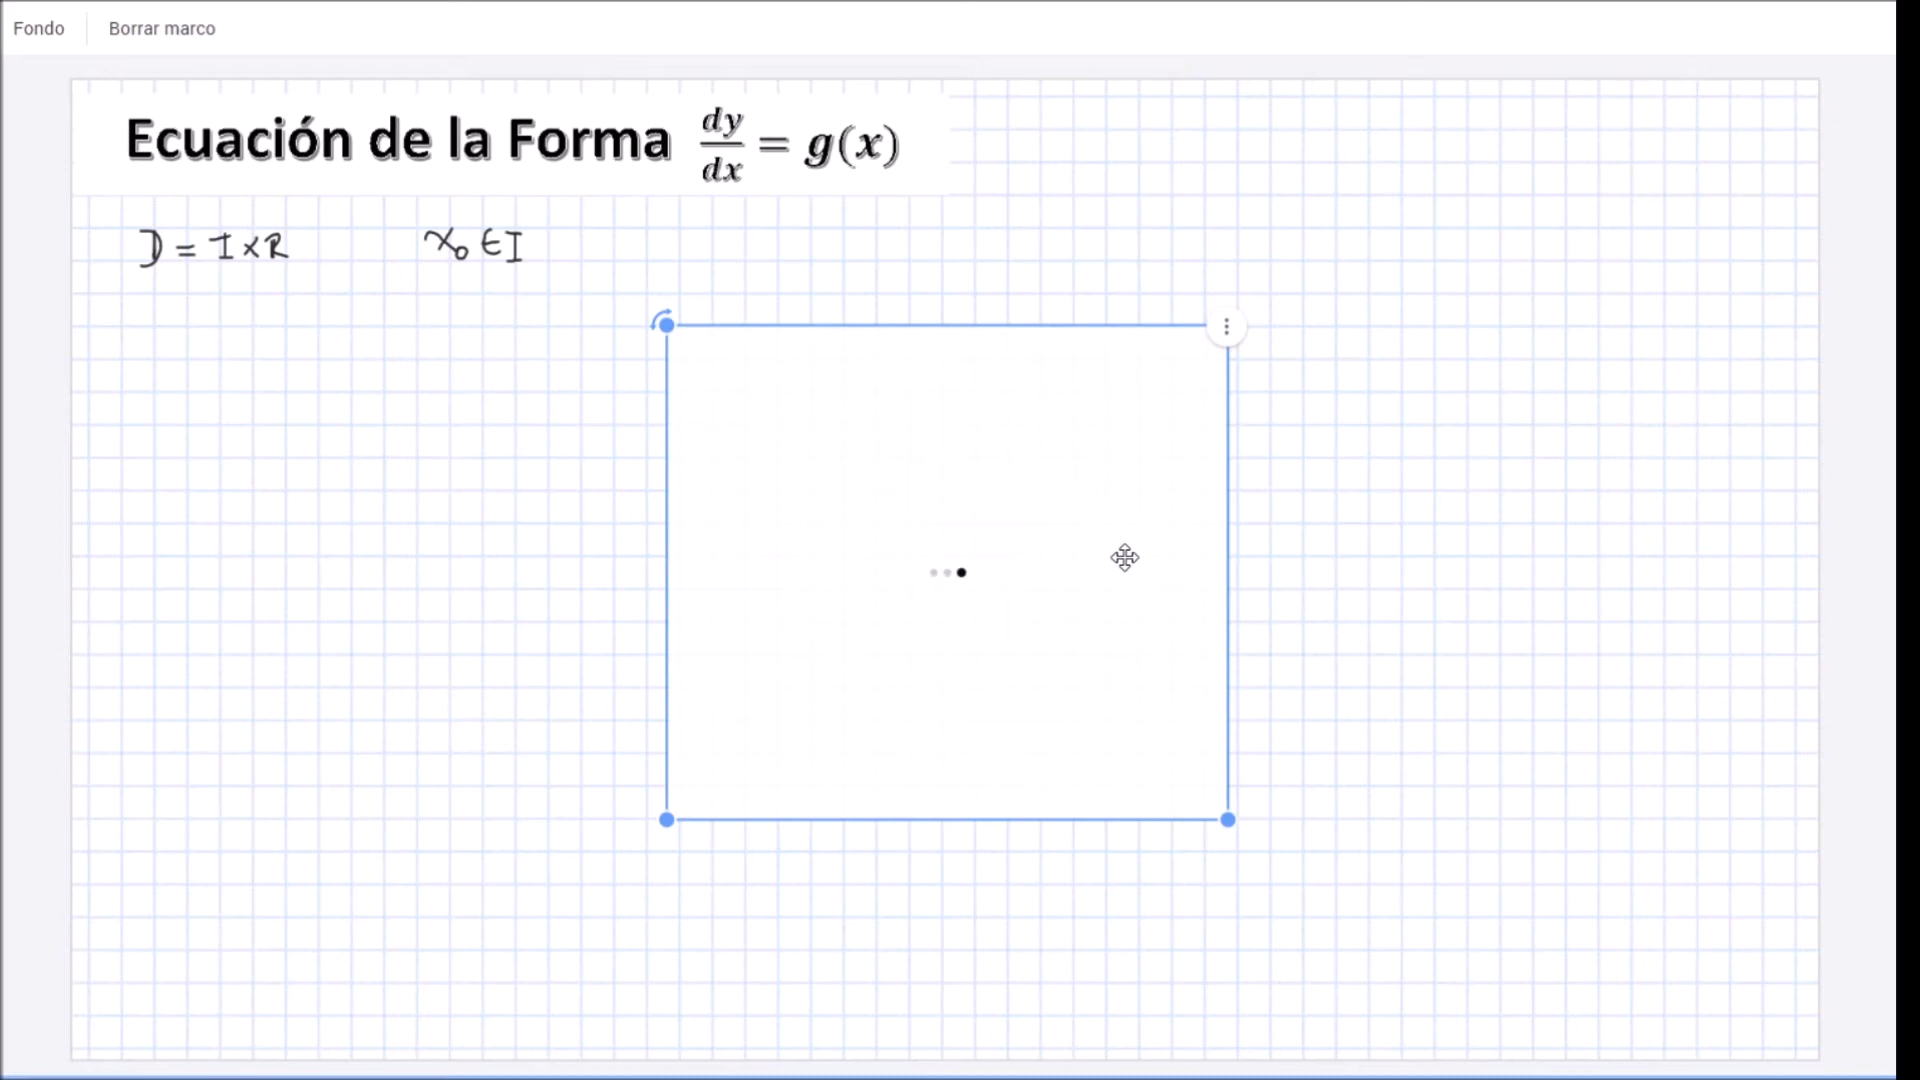 Fondo Borrar marco
Ecuación de la Forma dy/dx = g(x)
D = I × R x₀ ∈ I